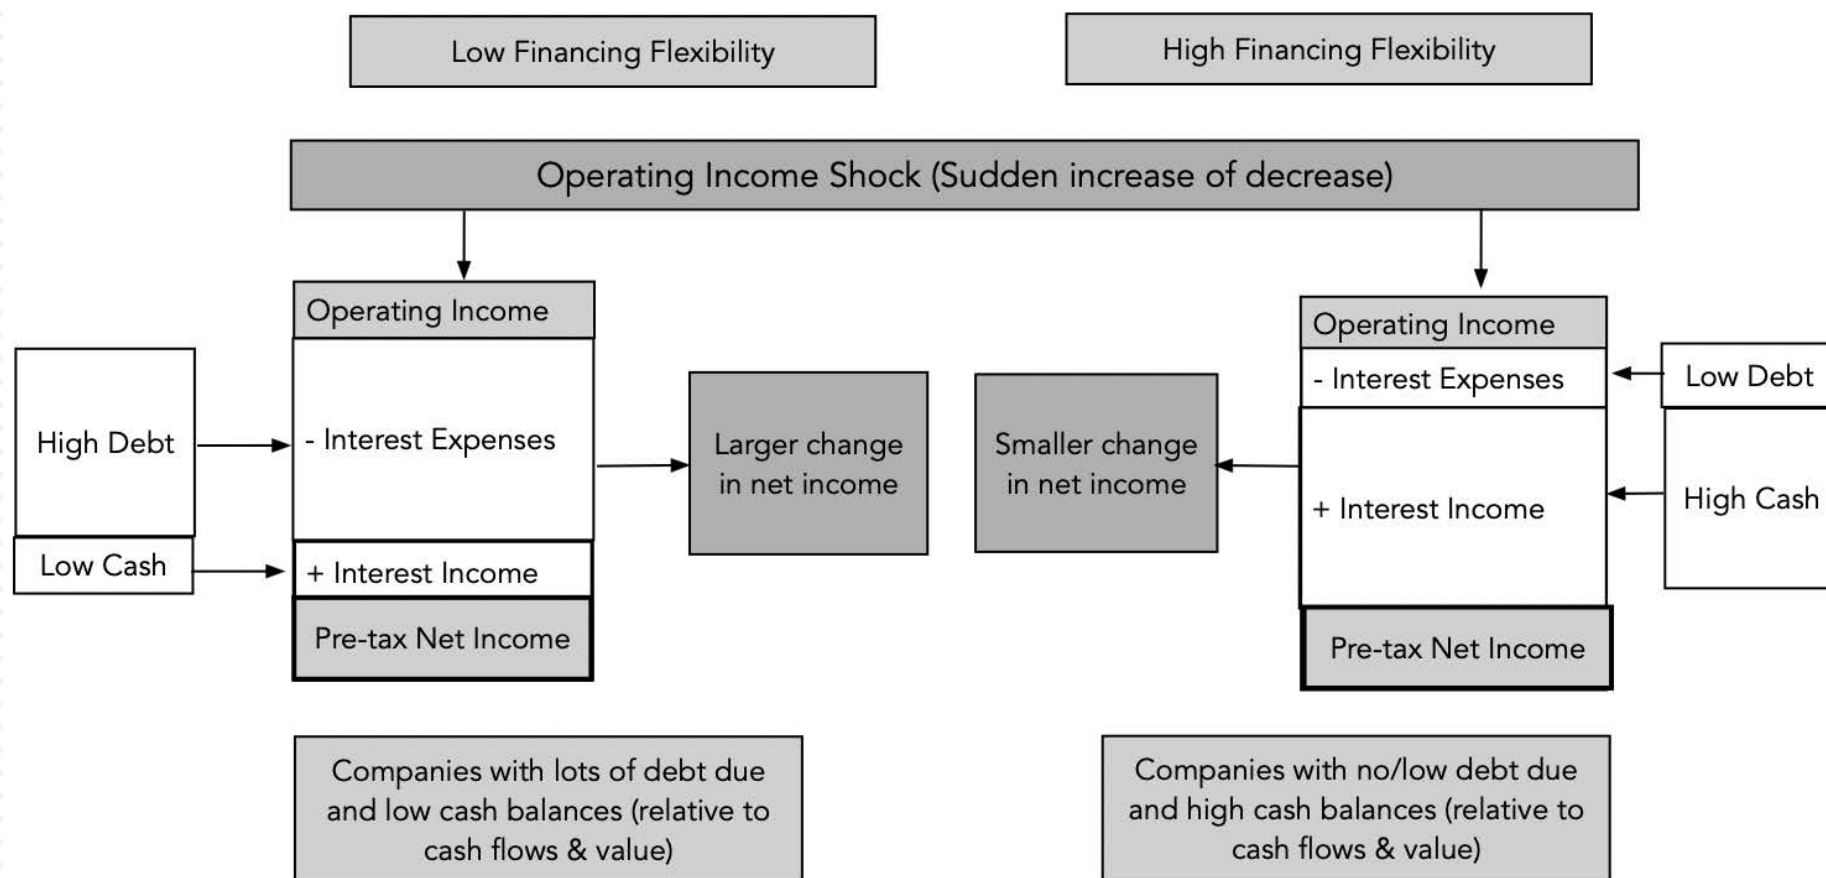 Low Financing Flexibility
High Financing Flexibility
Operating Income Shock (Sudden increase of decrease)
High Debt
Low Cash
Operating Income
- Interest Expenses
+ Interest Income
Pre-tax Net Income
Larger change
in net income
Smaller change
in net income
Operating Income
- Interest Expenses
+ Interest Income
Pre-tax Net Income
Low Debt
High Cash
Companies with lots of debt due
and low cash balances (relative to
cash flows & value)
Companies with no/low debt due
and high cash balances (relative to
cash flows & value)